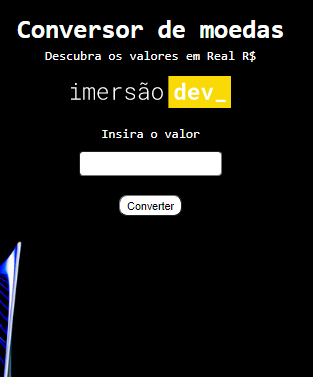 Conversor de moedas
Descubra os valores em Real R$
imersão dev_
Insira o valor
Converter